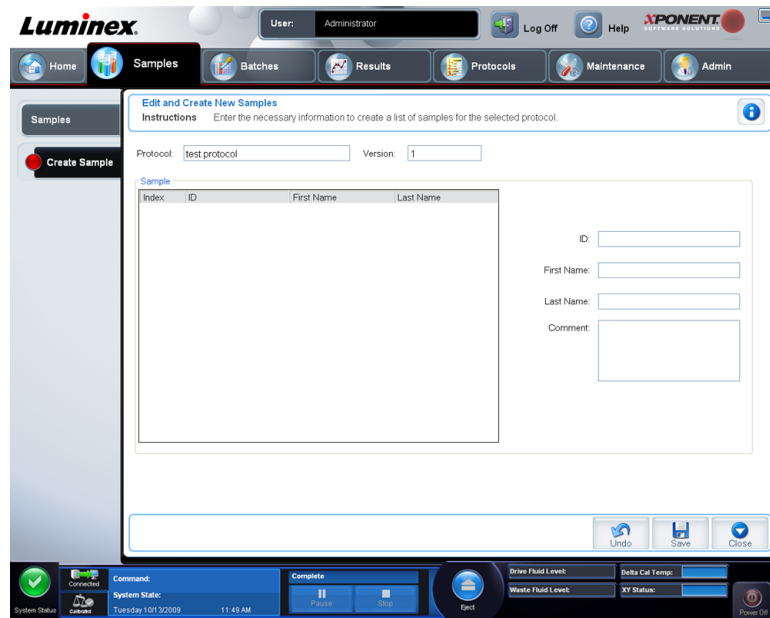 Luminex.
User: Administrator
Log Off
Help
XPONENT.
SOFTWARE SOLUTIONS
Home
Samples
Batches
Results
Protocols
Maintenance
Admin
Samples
Create Sample
Edit and Create New Samples
Instructions Enter the necessary information to create a list of samples for the selected protocol.
Protocol: test protocol Version: 1
Sample
Index ID First Name Last Name
ID:
First Name:
Last Name:
Comment:
Undo Save Close
System Status
Connected
Calibrated
Command:
System State:
Tuesday 10/13/2009 11:49 AM
Complete
Pause Stop
Eject
Drive Fluid Level:
Waste Fluid Level:
Delta Cal Temp:
XY Status:
Power Off